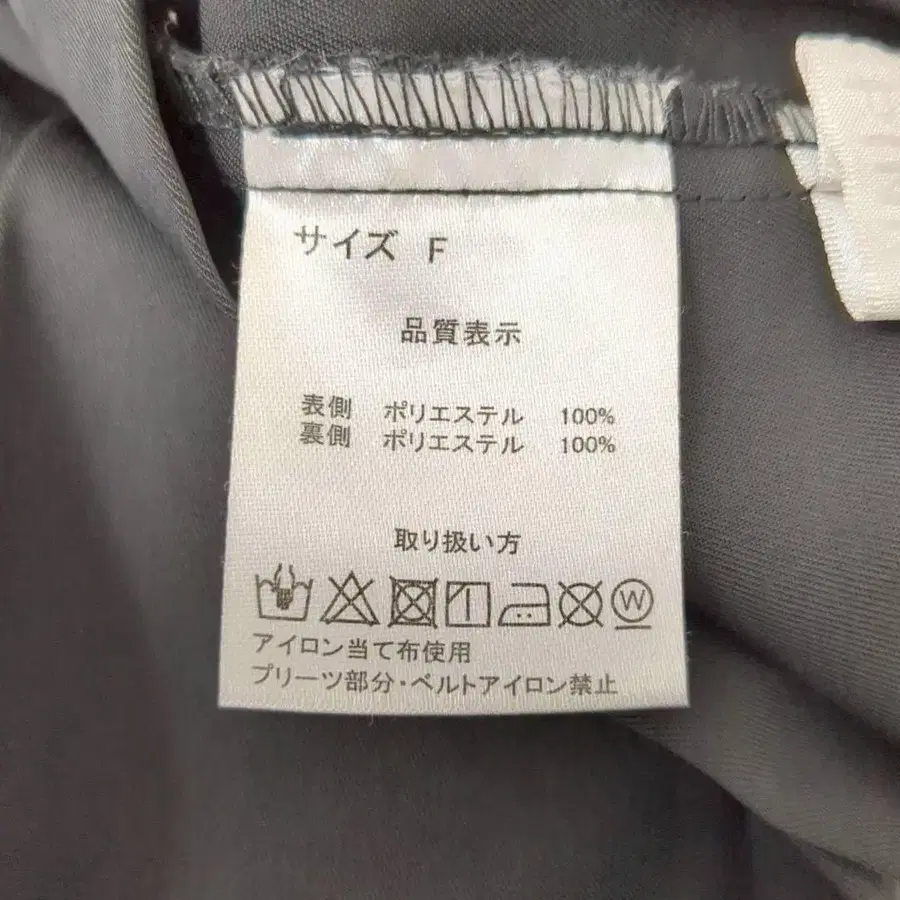 サイズ F
品質表示
表側 ポリエステル 100%
裏側 ポリエステル 100%
取り扱い方
W
アイロン当て布使用
プリーツ部分・ベルトアイロン禁止